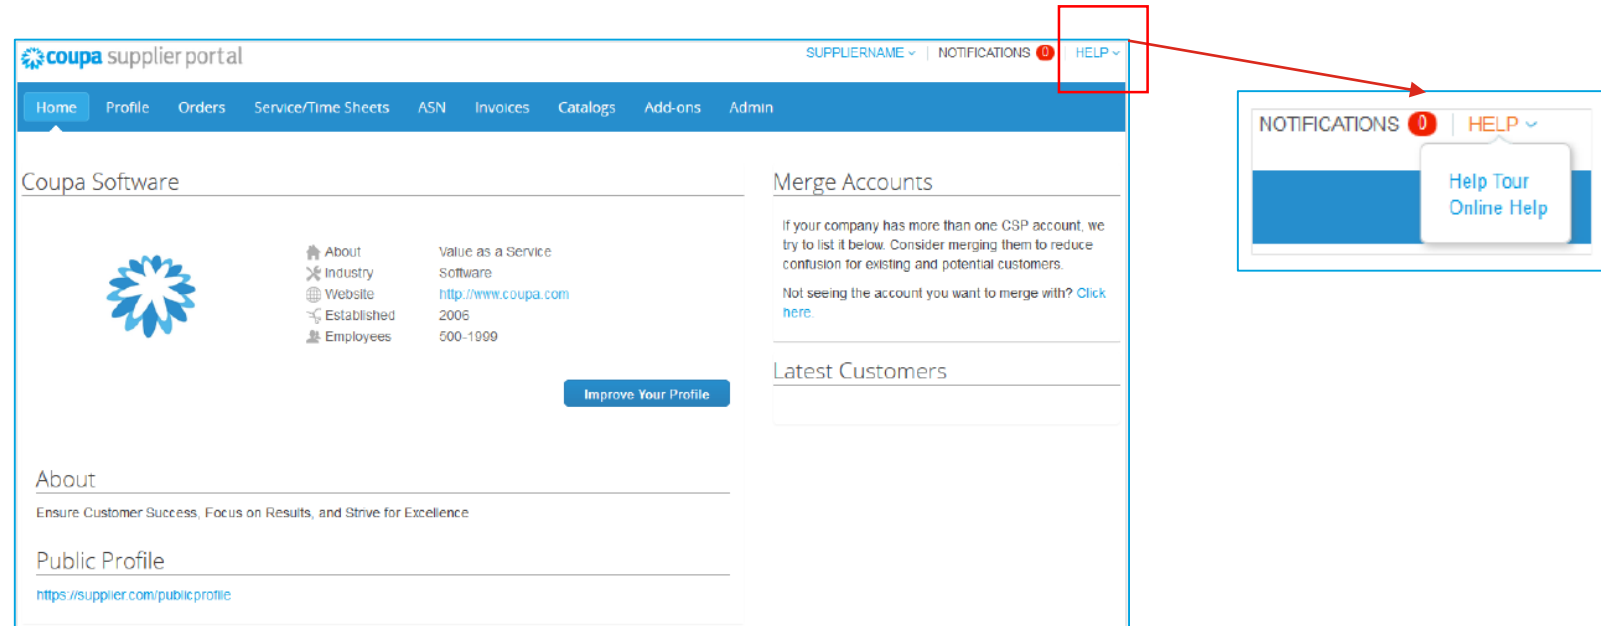 coupa supplier portal
SUPPLIERNAME
NOTIFICATIONS 0
HELP
Home Profile Orders Service/Time Sheets ASN Invoices Catalogs Add-ons Admin
Coupa Software
About Value as a Service
Industry Software
Website http://www.coupa.com
Established 2006
Employees 500-1999
Improve Your Profile
About
Ensure Customer Success, Focus on Results, and Strive for Excellence
Public Profile
https://supplier.com/publicprofile
Merge Accounts
If your company has more than one CSP account, we
try to list it below. Consider merging them to reduce
confusion for existing and potential customers.
Not seeing the account you want to merge with? Click
here.
Latest Customers
NOTIFICATIONS 0
HELP
Help Tour
Online Help